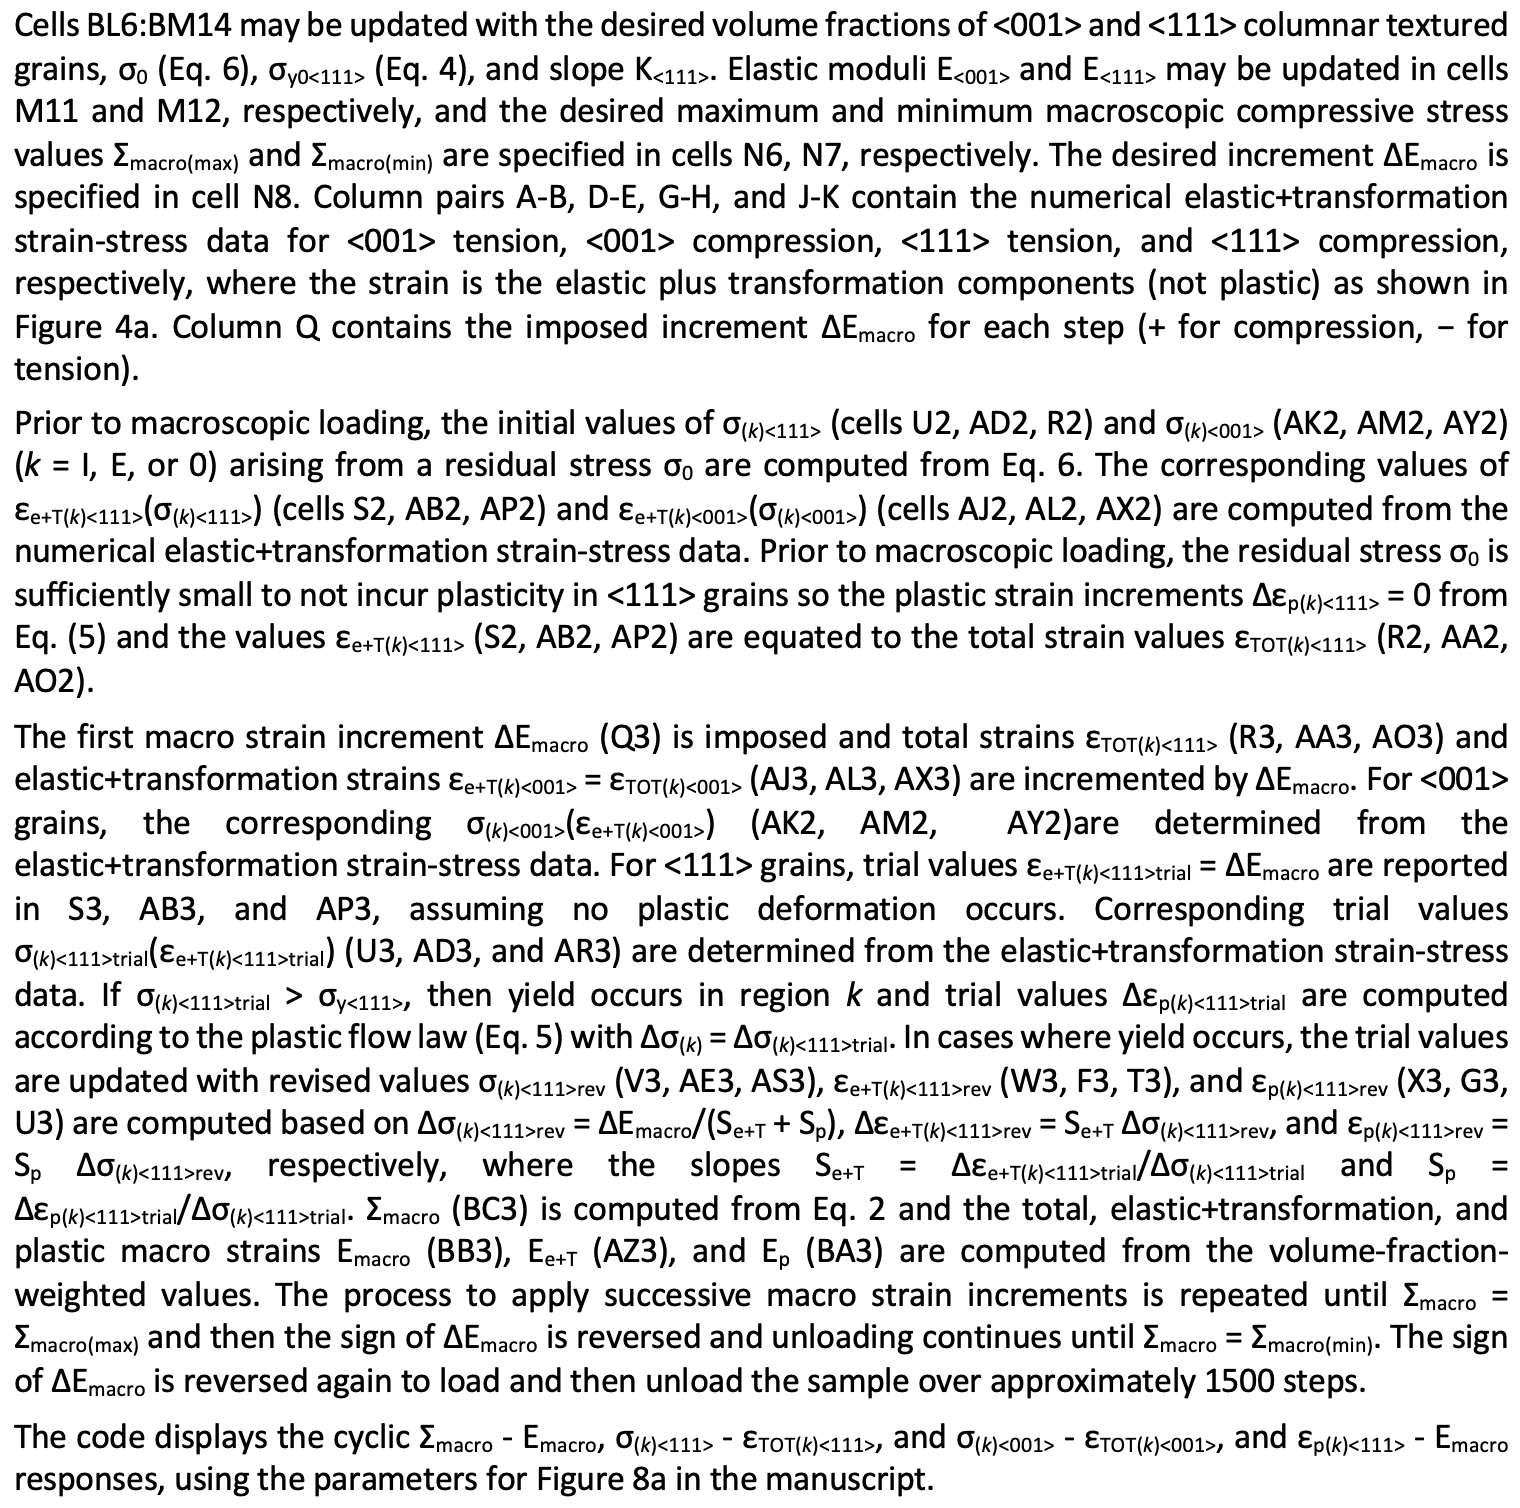 Cells BL6:BM14 may be updated with the desired volume fractions of <001> and <111> columnar textured
grains, σ₀ (Eq. 6), σy0<111> (Eq. 4), and slope K<111>. Elastic moduli E<001> and E<111> may be updated in cells
M11 and M12, respectively, and the desired maximum and minimum macroscopic compressive stress
values Σmacro(max) and Σmacro(min) are specified in cells N6, N7, respectively. The desired increment ΔEmacro is
specified in cell N8. Column pairs A-B, D-E, G-H, and J-K contain the numerical elastic+transformation
strain-stress data for <001> tension, <001> compression, <111> tension, and <111> compression,
respectively, where the strain is the elastic plus transformation components (not plastic) as shown in
Figure 4a. Column Q contains the imposed increment ΔEmacro for each step (+ for compression, − for
tension).
Prior to macroscopic loading, the initial values of σ(k)<111> (cells U2, AD2, R2) and σ(k)<001> (AK2, AM2, AY2)
(k = I, E, or 0) arising from a residual stress σ₀ are computed from Eq. 6. The corresponding values of
εe+T(k)<111>(σ(k)<111>) (cells S2, AB2, AP2) and εe+T(k)<001>(σ(k)<001>) (cells AJ2, AL2, AX2) are computed from the
numerical elastic+transformation strain-stress data. Prior to macroscopic loading, the residual stress σ₀ is
sufficiently small to not incur plasticity in <111> grains so the plastic strain increments Δεp(k)<111> = 0 from
Eq. (5) and the values εe+T(k)<111> (S2, AB2, AP2) are equated to the total strain values εTOT(k)<111> (R2, AA2,
AO2).
The first macro strain increment ΔEmacro (Q3) is imposed and total strains εTOT(k)<111> (R3, AA3, AO3) and
elastic+transformation strains εe+T(k)<001> = εTOT(k)<001> (AJ3, AL3, AX3) are incremented by ΔEmacro. For <001>
grains, the corresponding σ(k)<001>(εe+T(k)<001>) (AK2, AM2, AY2)are determined from the
elastic+transformation strain-stress data. For <111> grains, trial values εe+T(k)<111>trial = ΔEmacro are reported
in S3, AB3, and AP3, assuming no plastic deformation occurs. Corresponding trial values
σ(k)<111>trial(εe+T(k)<111>trial) (U3, AD3, and AR3) are determined from the elastic+transformation strain-stress
data. If σ(k)<111>trial > σy<111>, then yield occurs in region k and trial values Δεp(k)<111>trial are computed
according to the plastic flow law (Eq. 5) with Δσ(k) = Δσ(k)<111>trial. In cases where yield occurs, the trial values
are updated with revised values σ(k)<111>rev (V3, AE3, AS3), εe+T(k)<111>rev (W3, F3, T3), and εp(k)<111>rev (X3, G3,
U3) are computed based on Δσ(k)<111>rev = ΔEmacro/(Se+T + Sp), Δεe+T(k)<111>rev = Se+T Δσ(k)<111>rev, and εp(k)<111>rev =
Sp Δσ(k)<111>rev, respectively, where the slopes Se+T = Δεe+T(k)<111>trial/Δσ(k)<111>trial and Sp =
Δεp(k)<111>trial/Δσ(k)<111>trial. Σmacro (BC3) is computed from Eq. 2 and the total, elastic+transformation, and
plastic macro strains Emacro (BB3), Ee+T (AZ3), and Ep (BA3) are computed from the volume-fraction-
weighted values. The process to apply successive macro strain increments is repeated until Σmacro =
Σmacro(max) and then the sign of ΔEmacro is reversed and unloading continues until Σmacro = Σmacro(min). The sign
of ΔEmacro is reversed again to load and then unload the sample over approximately 1500 steps.
The code displays the cyclic Σmacro - Emacro, σ(k)<111> - εTOT(k)<111>, and σ(k)<001> - εTOT(k)<001>, and εp(k)<111> - Emacro
responses, using the parameters for Figure 8a in the manuscript.